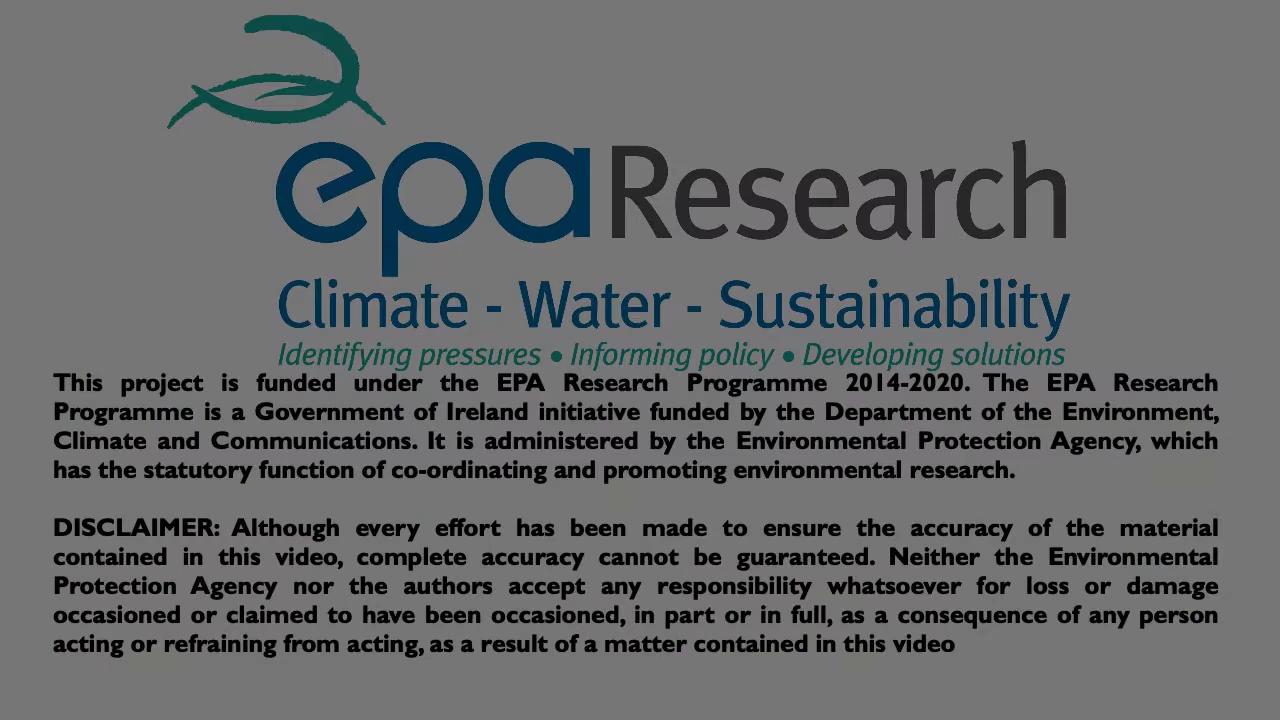 epa Research
Climate - Water - Sustainability
Identifying pressures • Informing policy • Developing solutions
This project is funded under the EPA Research Programme 2014-2020. The EPA Research
Programme is a Government of Ireland initiative funded by the Department of the Environment,
Climate and Communications. It is administered by the Environmental Protection Agency, which
has the statutory function of co-ordinating and promoting environmental research.
DISCLAIMER: Although every effort has been made to ensure the accuracy of the material
contained in this video, complete accuracy cannot be guaranteed. Neither the Environmental
Protection Agency nor the authors accept any responsibility whatsoever for loss or damage
occasioned or claimed to have been occasioned, in part or in full, as a consequence of any person
acting or refraining from acting, as a result of a matter contained in this video